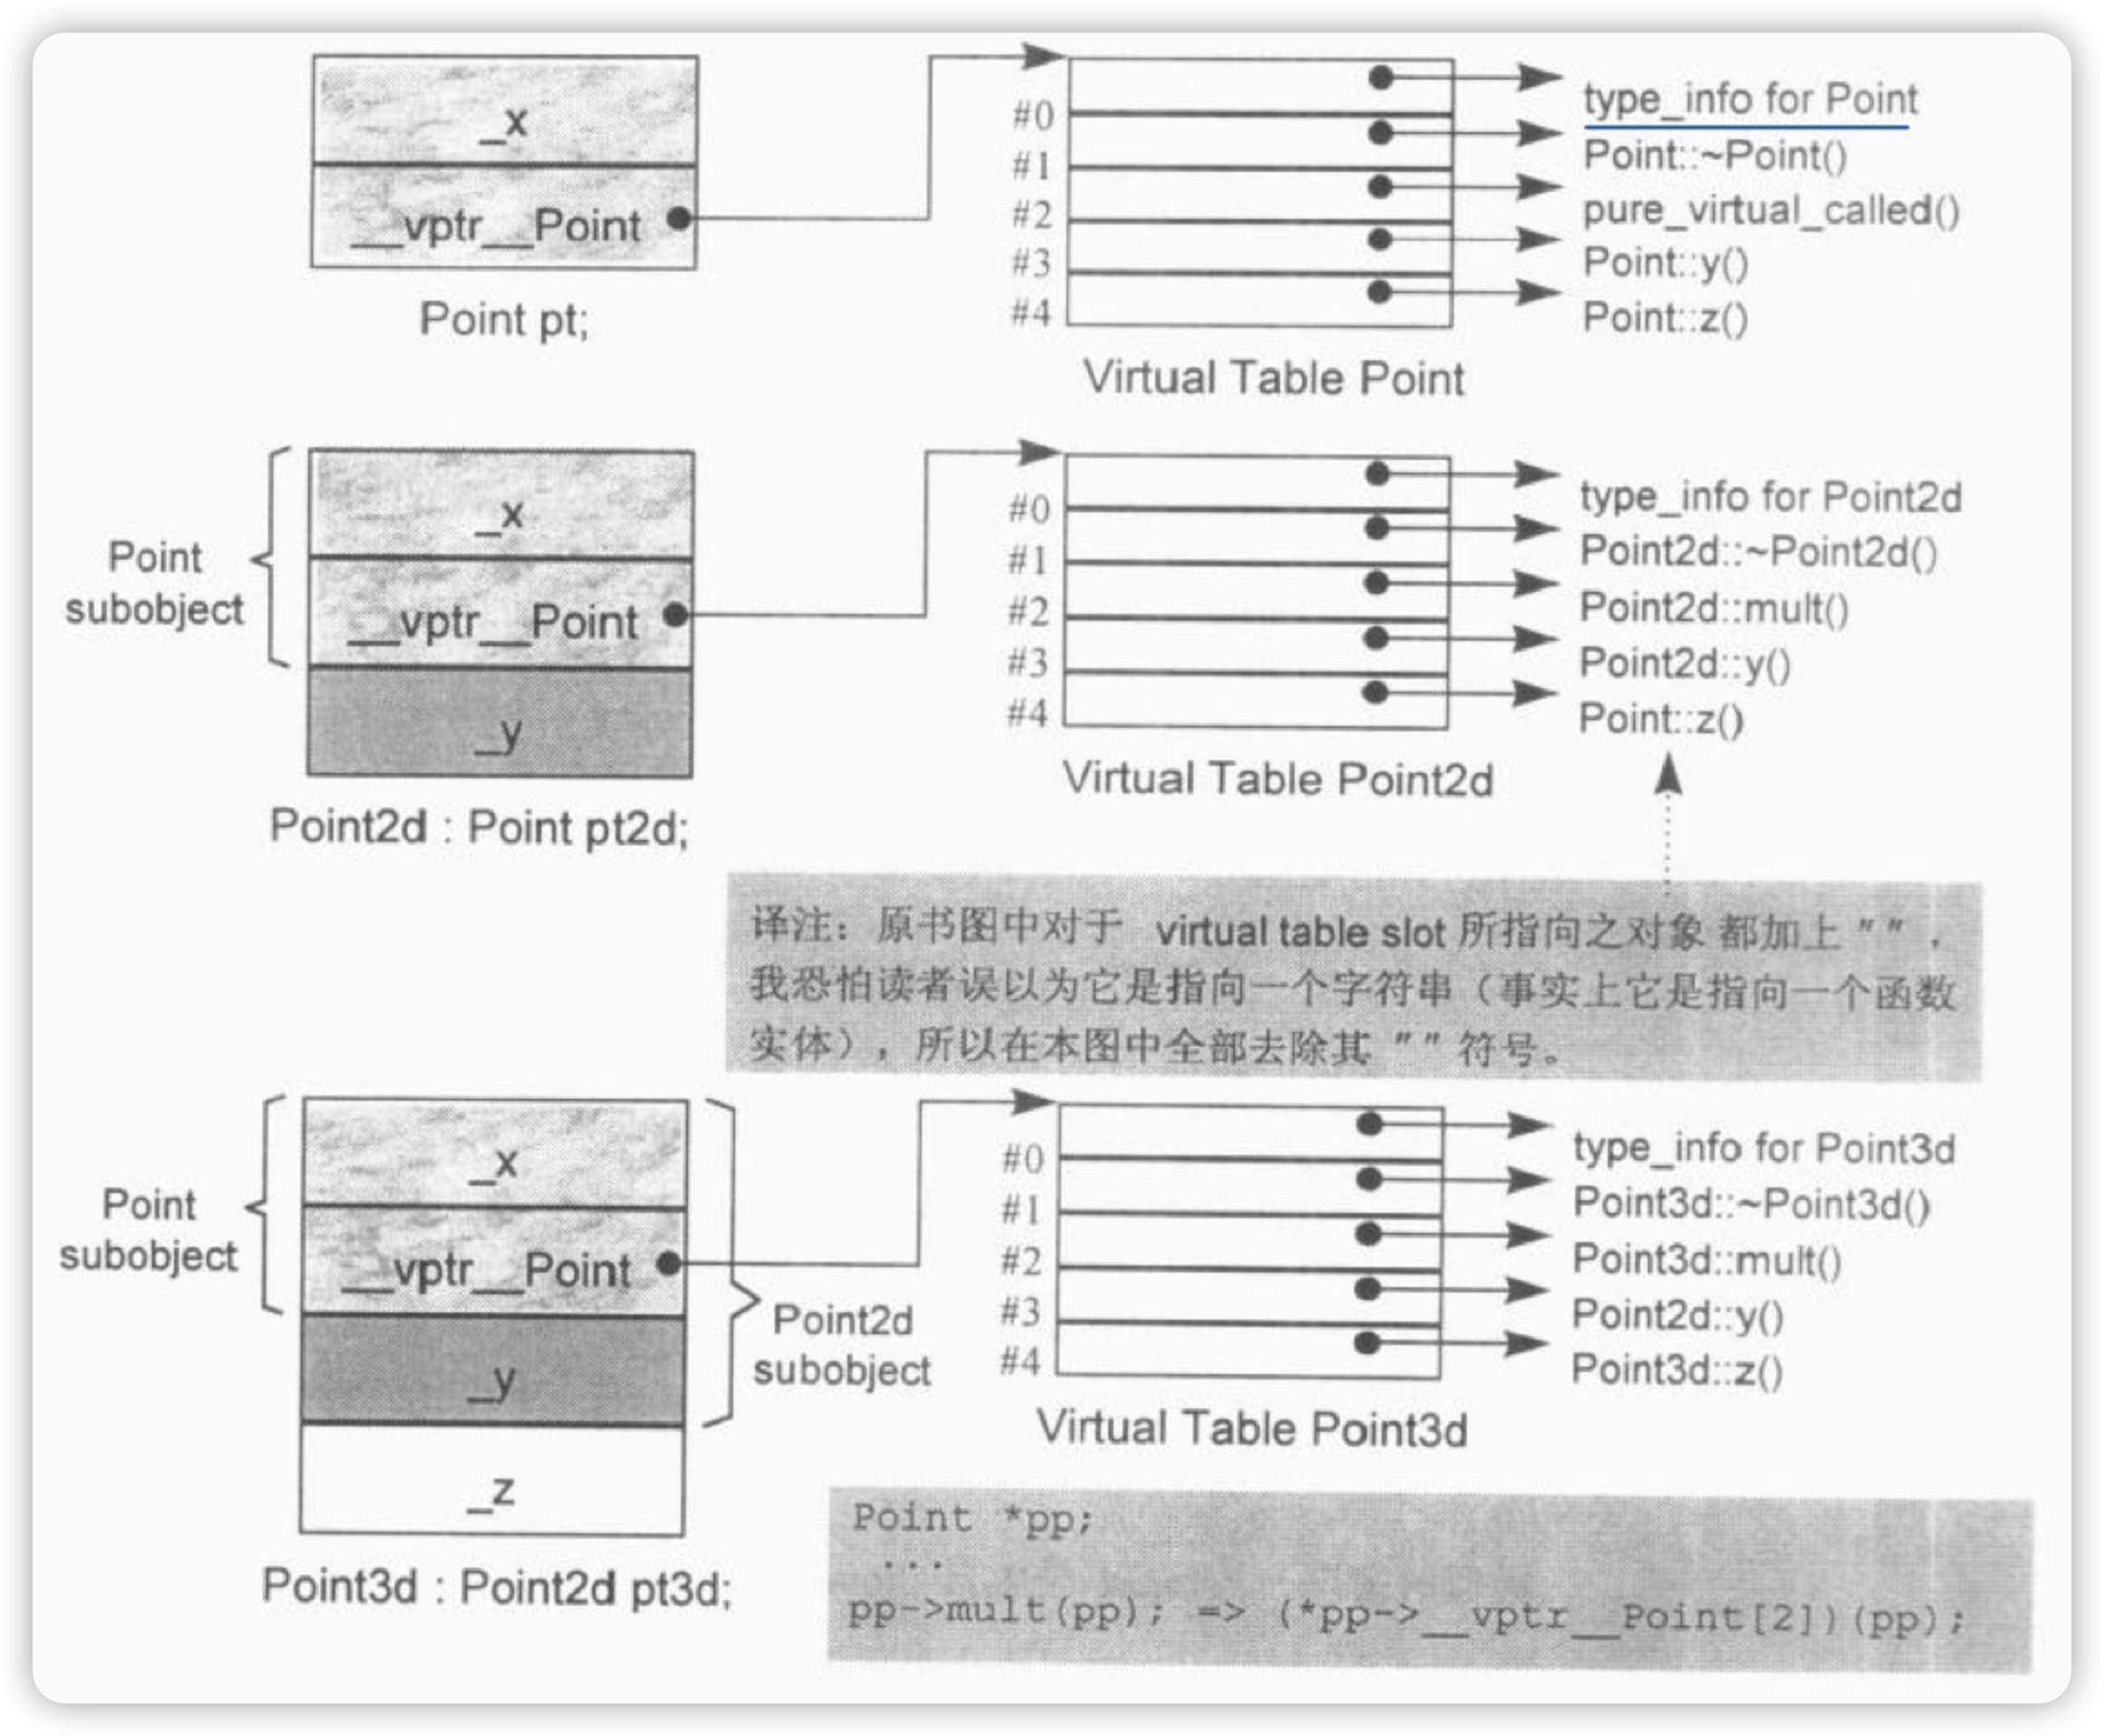 _x
__vptr__Point
Point pt;
#0
#1
#2
#3
#4
type_info for Point
Point::~Point()
pure_virtual_called()
Point::y()
Point::z()
Virtual Table Point
Point
subobject
_x
__vptr__Point
_y
Point2d : Point pt2d;
#0
#1
#2
#3
#4
type_info for Point2d
Point2d::~Point2d()
Point2d::mult()
Point2d::y()
Point::z()
Virtual Table Point2d
译注：原书图中对于 virtual table slot 所指向之对象 都加上 " " ，
我恐怕读者误以为它是指向一个字符串（事实上它是指向一个函数
实体），所以在本图中全部去除其 " " 符号。
Point
subobject
_x
__vptr__Point
_y
_z
Point2d
subobject
Point3d : Point2d pt3d;
#0
#1
#2
#3
#4
type_info for Point3d
Point3d::~Point3d()
Point3d::mult()
Point2d::y()
Point3d::z()
Virtual Table Point3d
Point *pp;
...
pp->mult(pp); => (*pp->__vptr__Point[2])(pp);